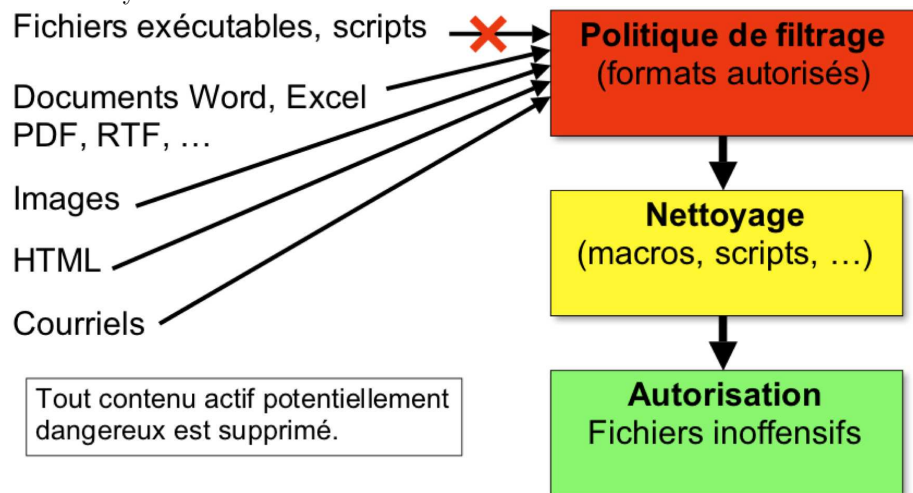 Fichiers exécutables, scripts
Documents Word, Excel
PDF, RTF, …
Images
HTML
Courriels
Tout contenu actif potentiellement
dangereux est supprimé.
Politique de filtrage
(formats autorisés)
Nettoyage
(macros, scripts, …)
Autorisation
Fichiers inoffensifs